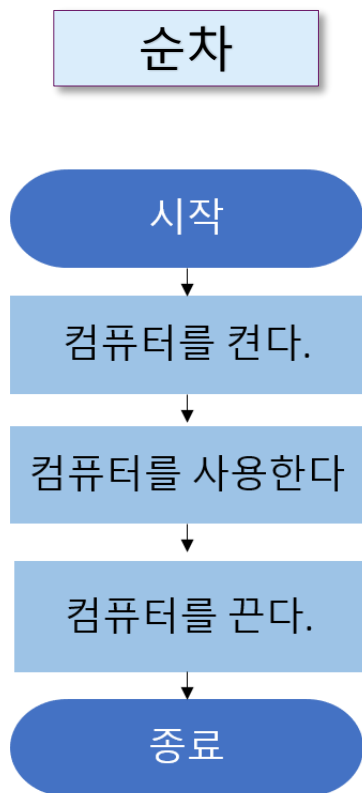 순차
시작
컴퓨터를 켠다.
컴퓨터를 사용한다
컴퓨터를 끈다.
종료